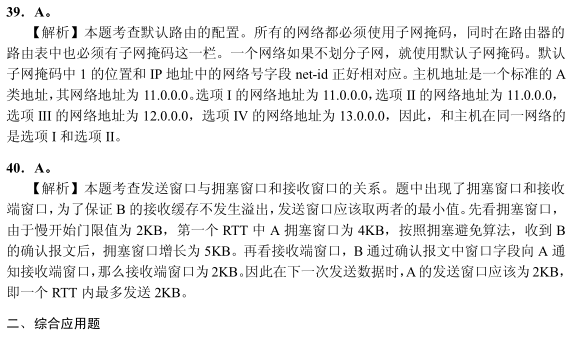 39．A。
【解析】本题考查默认路由的配置。所有的网络都必须使用子网掩码，同时在路由器的
路由表中也必须有子网掩码这一栏。一个网络如果不划分子网，就使用默认子网掩码。默认
子网掩码中 1 的位置和 IP 地址中的网络号字段 net-id 正好相对应。主机地址是一个标准的 A
类地址，其网络地址为 11.0.0.0。选项 I 的网络地址为 11.0.0.0，选项 II 的网络地址为 11.0.0.0，
选项 III 的网络地址为 12.0.0.0，选项 IV 的网络地址为 13.0.0.0，因此，和主机在同一网络的
是选项 I 和选项 II。
40．A。
【解析】本题考查发送窗口与拥塞窗口和接收窗口的关系。题中出现了拥塞窗口和接收
端窗口，为了保证 B 的接收缓存不发生溢出，发送窗口应该取两者的最小值。先看拥塞窗口，
由于慢开始门限值为 2KB，第一个 RTT 中 A 拥塞窗口为 4KB，按照拥塞避免算法，收到 B
的确认报文后，拥塞窗口增长为 5KB。再看接收端窗口，B 通过确认报文中窗口字段向 A 通
知接收端窗口，那么接收端窗口为 2KB。因此在下一次发送数据时，A 的发送窗口应该为 2KB，
即一个 RTT 内最多发送 2KB。
二、综合应用题